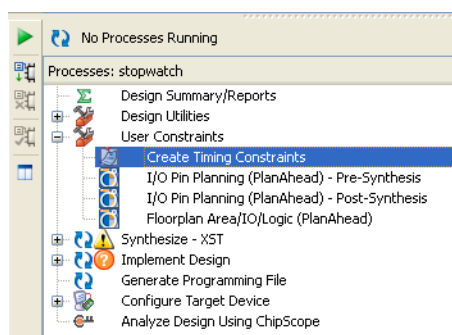 No Processes Running
Processes: stopwatch
Design Summary/Reports
Design Utilities
User Constraints
Create Timing Constraints
I/O Pin Planning (PlanAhead) - Pre-Synthesis
I/O Pin Planning (PlanAhead) - Post-Synthesis
Floorplan Area/IO/Logic (PlanAhead)
Synthesize - XST
Implement Design
Generate Programming File
Configure Target Device
Analyze Design Using ChipScope